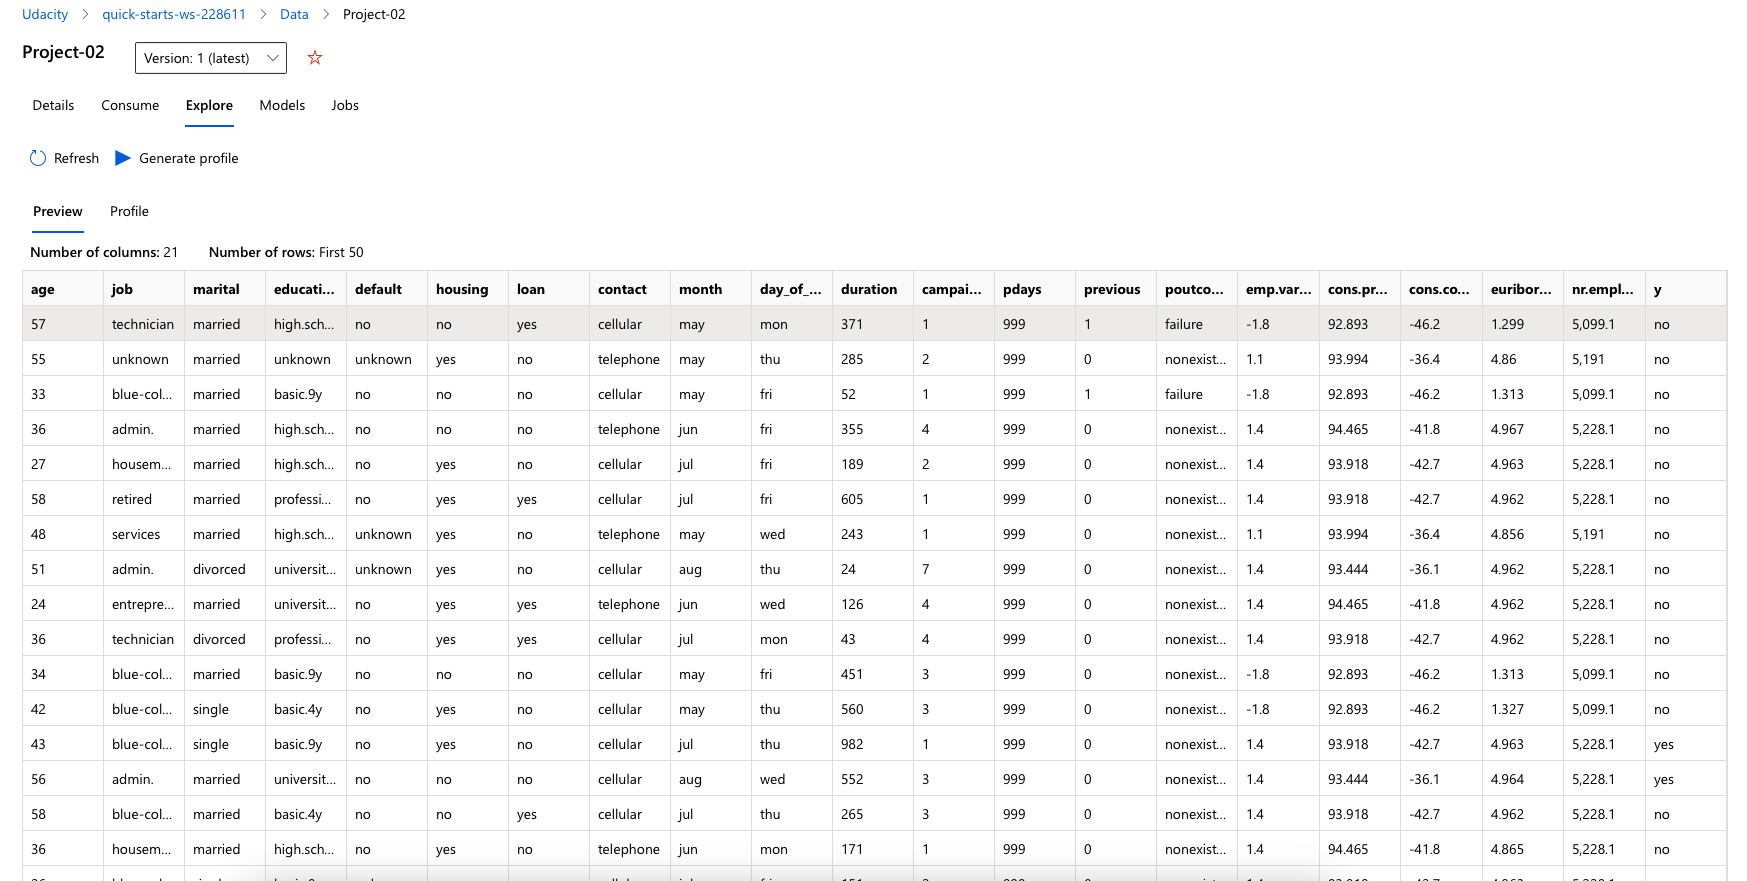 Udacity > quick-starts-ws-228611 > Data > Project-02
Project-02 Version: 1 (latest)
Details Consume Explore Models Jobs
Refresh Generate profile
Preview Profile
Number of columns: 21 Number of rows: First 50
age job marital educati... default housing loan contact month day_of_... duration campai... pdays previous poutco... emp.var... cons.pr... cons.co... euribor... nr.empl... y
57 technician married high.sch... no no yes cellular may mon 371 1 999 1 failure -1.8 92.893 -46.2 1.299 5,099.1 no
55 unknown married unknown unknown yes no telephone may thu 285 2 999 0 nonexist... 1.1 93.994 -36.4 4.86 5,191 no
33 blue-col... married basic.9y no no no cellular may fri 52 1 999 1 failure -1.8 92.893 -46.2 1.313 5,099.1 no
36 admin. married high.sch... no no no telephone jun fri 355 4 999 0 nonexist... 1.4 94.465 -41.8 4.967 5,228.1 no
27 housem... married high.sch... no yes no cellular jul fri 189 2 999 0 nonexist... 1.4 93.918 -42.7 4.963 5,228.1 no
58 retired married professi... no yes yes cellular jul fri 605 1 999 0 nonexist... 1.4 93.918 -42.7 4.962 5,228.1 no
48 services married high.sch... unknown yes no telephone may wed 243 1 999 0 nonexist... 1.1 93.994 -36.4 4.856 5,191 no
51 admin. divorced universit... unknown yes no cellular aug thu 24 7 999 0 nonexist... 1.4 93.444 -36.1 4.962 5,228.1 no
24 entrepre... married universit... no yes yes telephone jun wed 126 4 999 0 nonexist... 1.4 94.465 -41.8 4.962 5,228.1 no
36 technician divorced professi... no yes yes cellular jul mon 43 4 999 0 nonexist... 1.4 93.918 -42.7 4.962 5,228.1 no
34 blue-col... married basic.9y no no no cellular may fri 451 3 999 0 nonexist... -1.8 92.893 -46.2 1.313 5,099.1 no
42 blue-col... single basic.4y no yes no cellular may thu 560 3 999 0 nonexist... -1.8 92.893 -46.2 1.327 5,099.1 no
43 blue-col... single basic.9y no yes no cellular jul thu 982 1 999 0 nonexist... 1.4 93.918 -42.7 4.963 5,228.1 yes
56 admin. married universit... no no no cellular aug wed 552 3 999 0 nonexist... 1.4 93.444 -36.1 4.964 5,228.1 yes
58 blue-col... married basic.4y no no yes cellular jul thu 265 3 999 0 nonexist... 1.4 93.918 -42.7 4.962 5,228.1 no
36 housem... married high.sch... no yes no telephone jun mon 171 1 999 0 nonexist... 1.4 94.465 -41.8 4.865 5,228.1 no